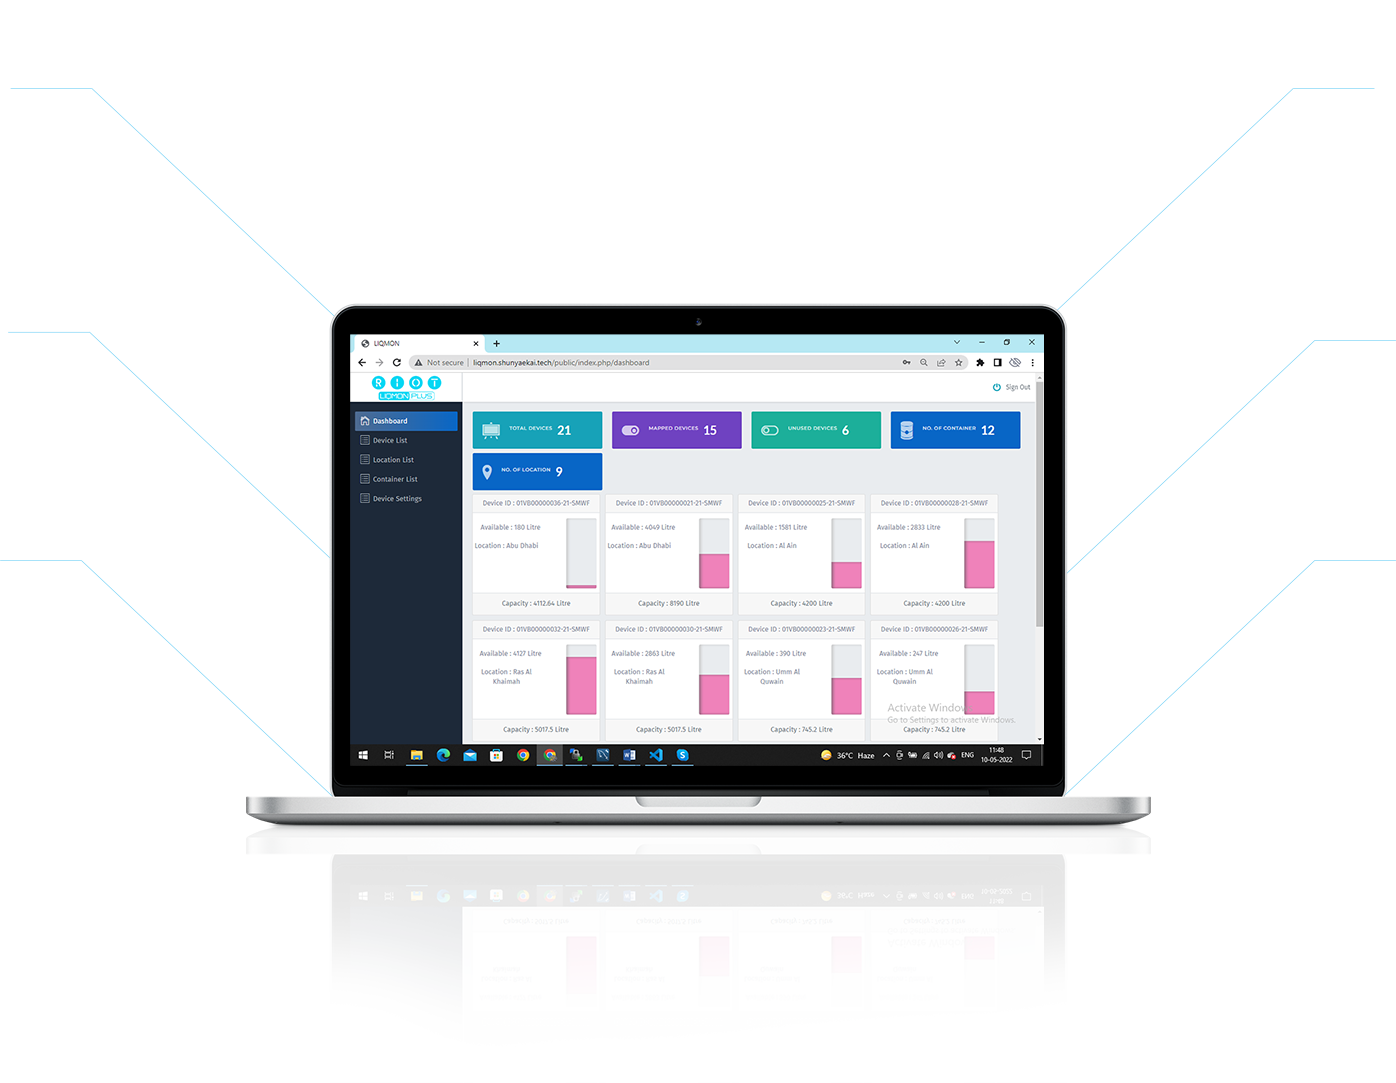 LIQMON
Not secure | liqmon.shunyaekai.tech/public/index.php/dashboard
R I O T
LIQMON PLUS
Sign Out
Dashboard
Device List
Location List
Container List
Device Settings
TOTAL DEVICES 21
MAPPED DEVICES 15
UNUSED DEVICES 6
NO. OF CONTAINER 12
NO. OF LOCATION 9
Device ID : 01VB00000036-21-SMWF
Available : 180 Litre
Location : Abu Dhabi
Capacity : 4112.64 Litre
Device ID : 01VB00000021-21-SMWF
Available : 4049 Litre
Location : Abu Dhabi
Capacity : 8190 Litre
Device ID : 01VB00000025-21-SMWF
Available : 1581 Litre
Location : Al Ain
Capacity : 4200 Litre
Device ID : 01VB00000028-21-SMWF
Available : 2833 Litre
Location : Al Ain
Capacity : 4200 Litre
Device ID : 01VB00000032-21-SMWF
Available : 4127 Litre
Location : Ras Al
Khaimah
Capacity : 5017.5 Litre
Device ID : 01VB00000030-21-SMWF
Available : 2863 Litre
Location : Ras Al
Khaimah
Capacity : 5017.5 Litre
Device ID : 01VB00000023-21-SMWF
Available : 390 Litre
Location : Umm Al
Quwain
Capacity : 745.2 Litre
Device ID : 01VB00000026-21-SMWF
Available : 247 Litre
Location : Umm Al
Quwain
Capacity : 745.2 Litre
Activate Windows
Go to Settings to activate Windows.
36°C Haze
ENG
11:48
10-05-2022